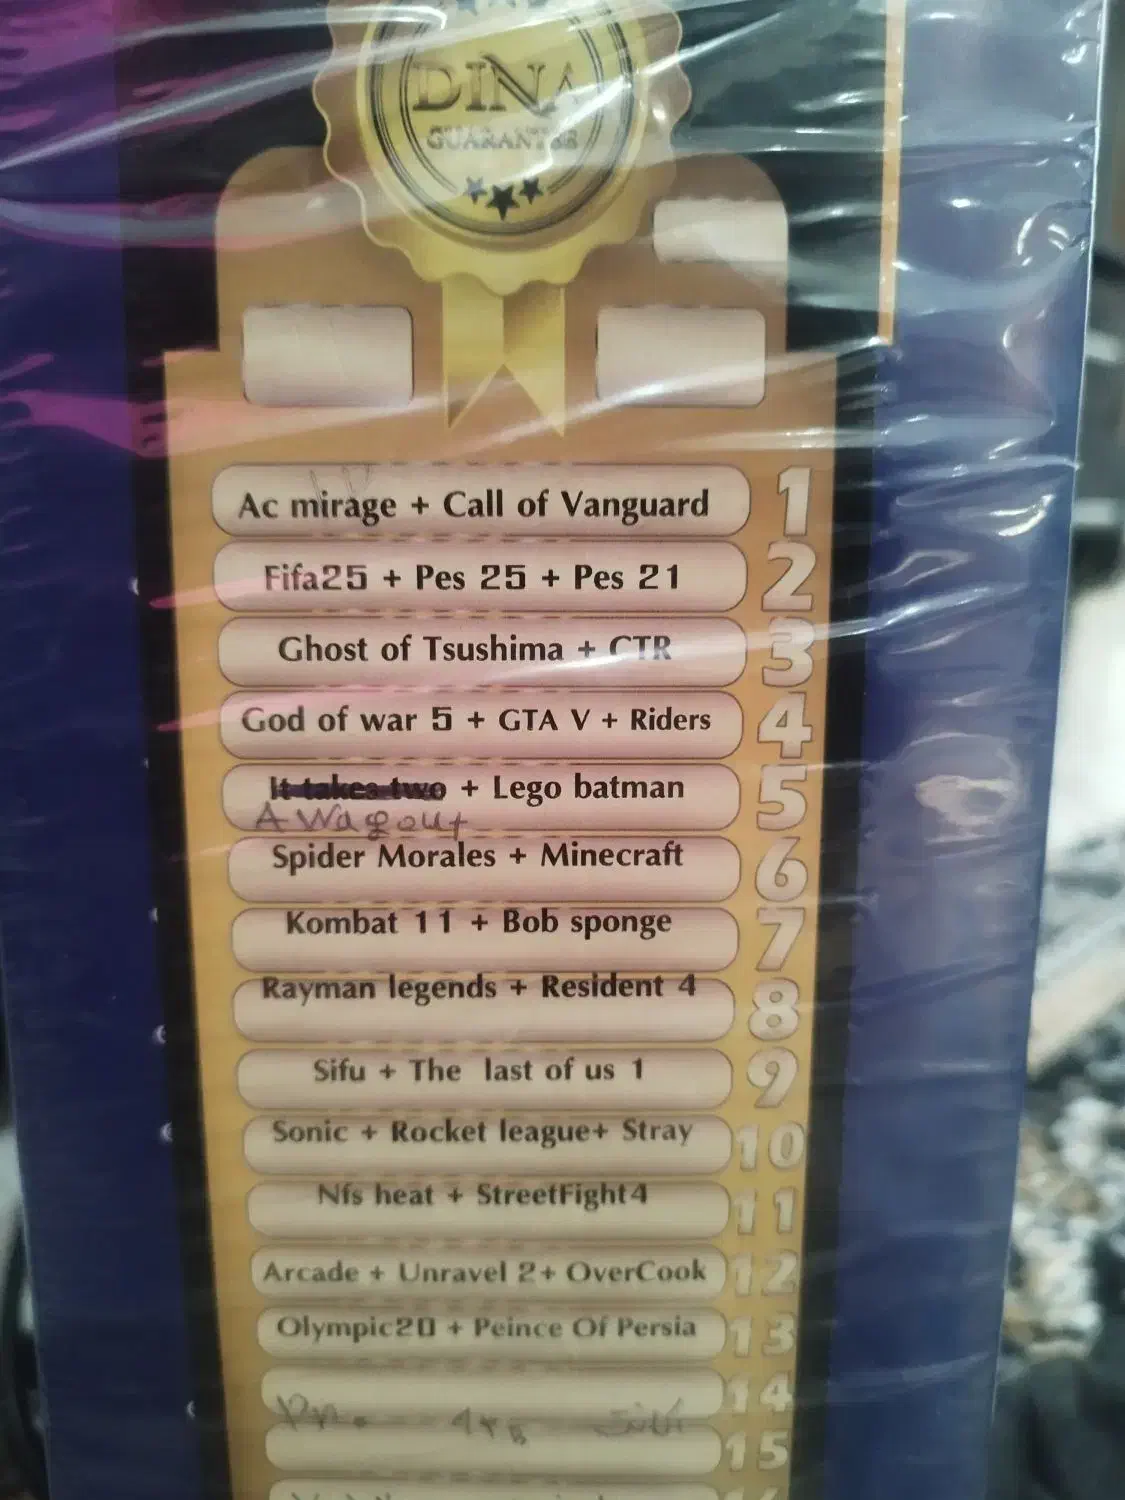 DINA
GUARANTEE
Ac mirage + Call of Vanguard 1
Fifa25 + Pes 25 + Pes 21 2
Ghost of Tsushima + CTR 3
God of war 5 + GTA V + Riders 4
It takes two + Lego batman 5
A Way out
Spider Morales + Minecraft 6
Kombat 11 + Bob sponge 7
Rayman legends + Resident 4 8
Sifu + The last of us 1 9
Sonic + Rocket league+ Stray 10
Nfs heat + StreetFight4 11
Arcade + Unravel 2+ OverCook 12
Olympic20 + Peince Of Persia 13
14
15